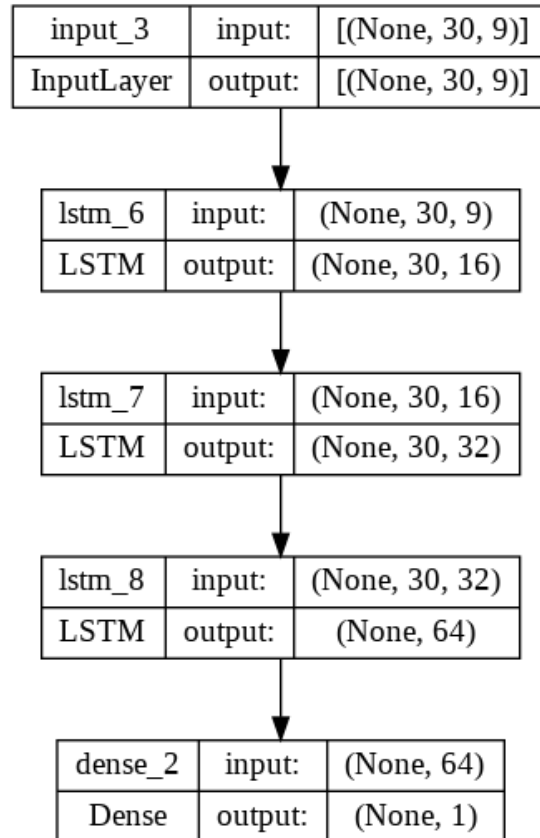 input_3 input: [(None, 30, 9)]
InputLayer output: [(None, 30, 9)]
lstm_6 input: (None, 30, 9)
LSTM output: (None, 30, 16)
lstm_7 input: (None, 30, 16)
LSTM output: (None, 30, 32)
lstm_8 input: (None, 30, 32)
LSTM output: (None, 64)
dense_2 input: (None, 64)
Dense output: (None, 1)